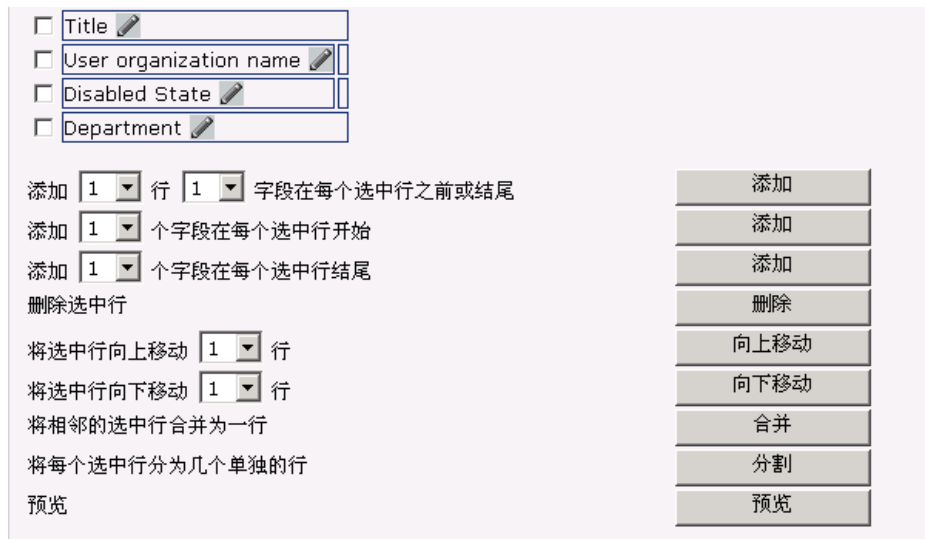 Title
User organization name
Disabled State
Department
添加 1 行 1 字段在每个选中行之前或结尾 添加
添加 1 个字段在每个选中行开始 添加
添加 1 个字段在每个选中行结尾 添加
删除选中行 删除
将选中行向上移动 1 行 向上移动
将选中行向下移动 1 行 向下移动
将相邻的选中行合并为一行 合并
将每个选中行分为几个单独的行 分割
预览 预览